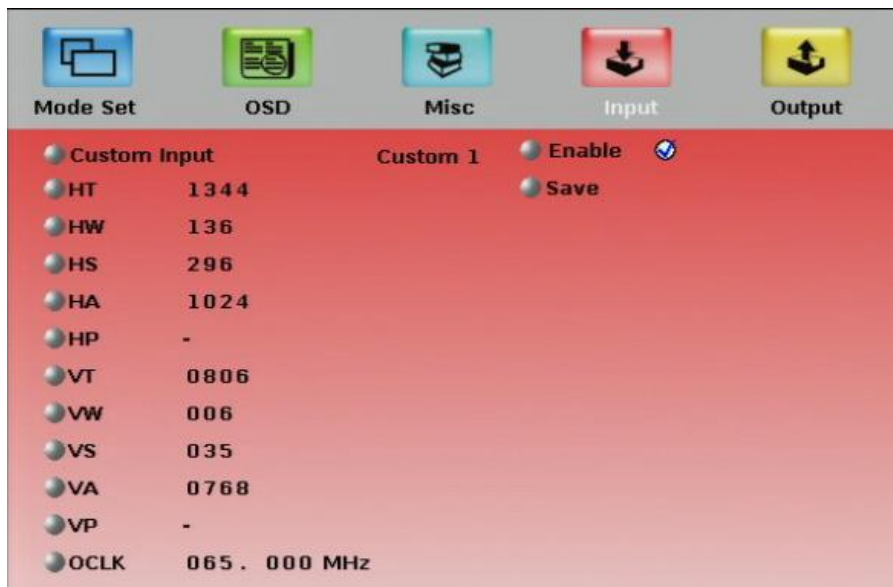 Mode Set OSD Misc Input Output
Custom Input Custom 1 Enable
HT 1344 Save
HW 136
HS 296
HA 1024
HP -
VT 0806
VW 006
VS 035
VA 0768
VP -
OCLK 065. 000 MHz